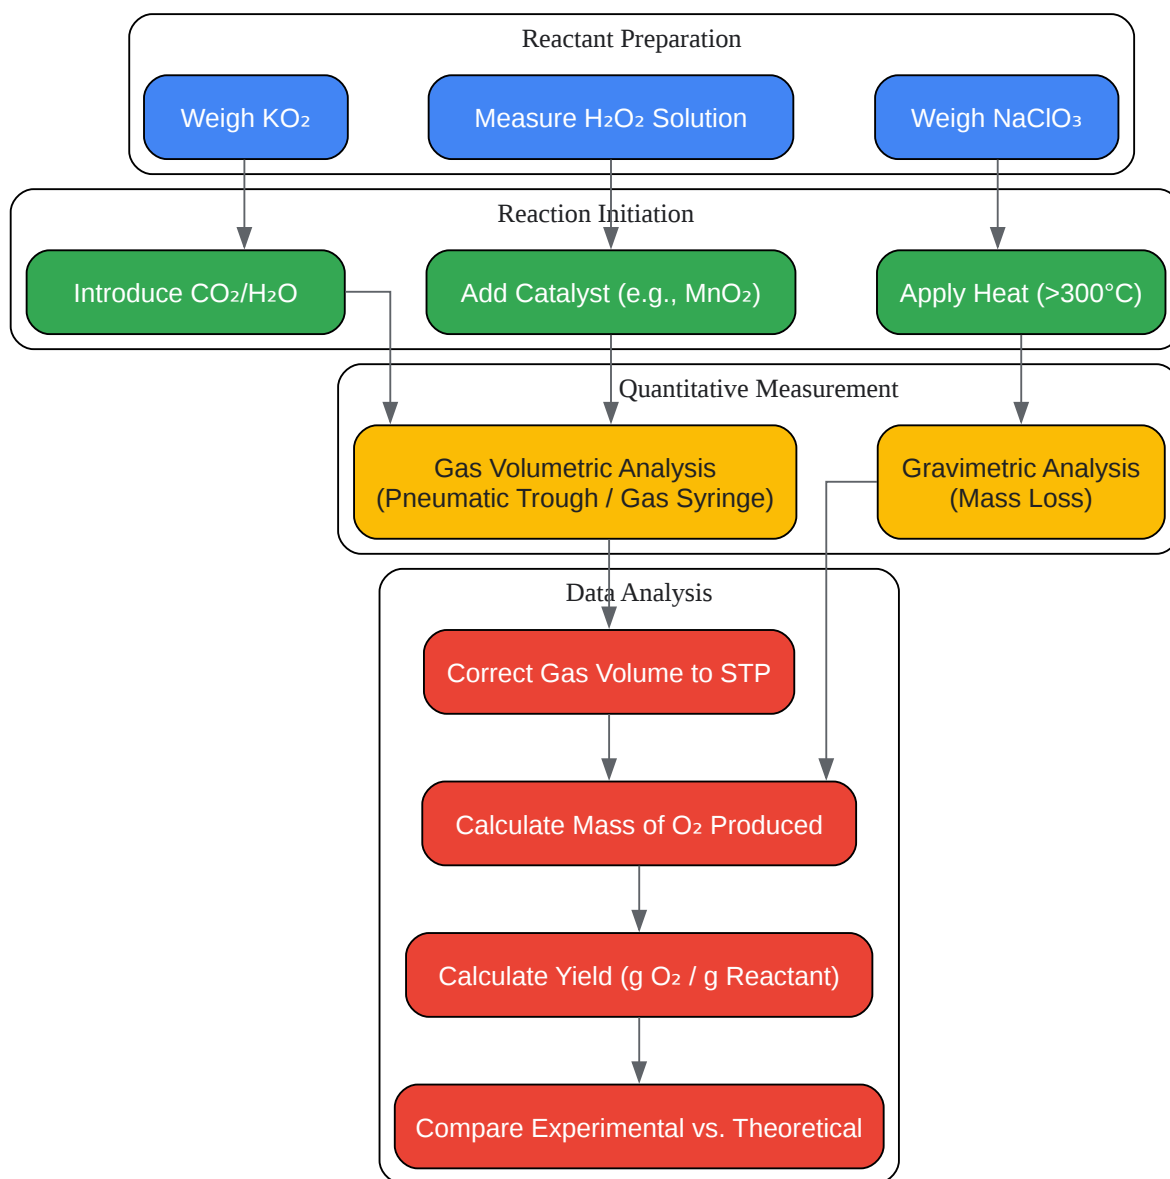 Reactant Preparation
Weigh KO₂
Measure H₂O₂ Solution
Weigh NaClO₃
Reaction Initiation
Introduce CO₂/H₂O
Add Catalyst (e.g., MnO₂)
Apply Heat (>300°C)
Quantitative Measurement
Gas Volumetric Analysis
(Pneumatic Trough / Gas Syringe)
Gravimetric Analysis
(Mass Loss)
Data Analysis
Correct Gas Volume to STP
Calculate Mass of O₂ Produced
Calculate Yield (g O₂ / g Reactant)
Compare Experimental vs. Theoretical